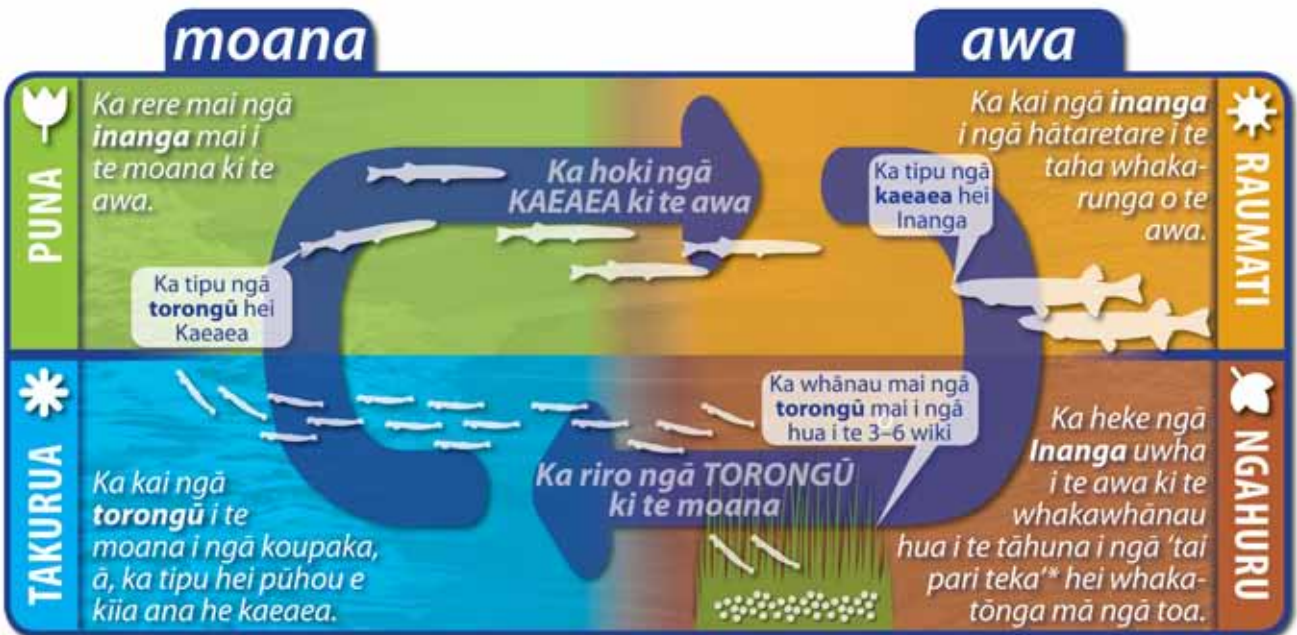 moana
awa
PUNA
Ka rere mai ngā
inanga mai i
te moana ki te
awa.
Ka tipu ngā
torongū hei
Kaeaea
Ka hoki ngā
KAEAEA ki te awa
Ka tipu ngā
kaeaea hei
Inanga
Ka kai ngā inanga
i ngā hātaretare i te
taha whaka-
runga o te
awa.
RAUMATI
TAKURUA
Ka kai ngā
torongū i te
moana i ngā koupaka,
ā, ka tipu hei pūhou e
kīia ana he kaeaea.
Ka riro ngā TORONGŪ
ki te moana
Ka whānau mai ngā
torongū mai i ngā
hua i te 3–6 wiki
Ka heke ngā
Inanga uwha
i te awa ki te
whakawhānau
hua i te tāhuna i ngā ‘tai
pari teka’* hei whaka-
tōnga mā ngā toa.
NGAHURU